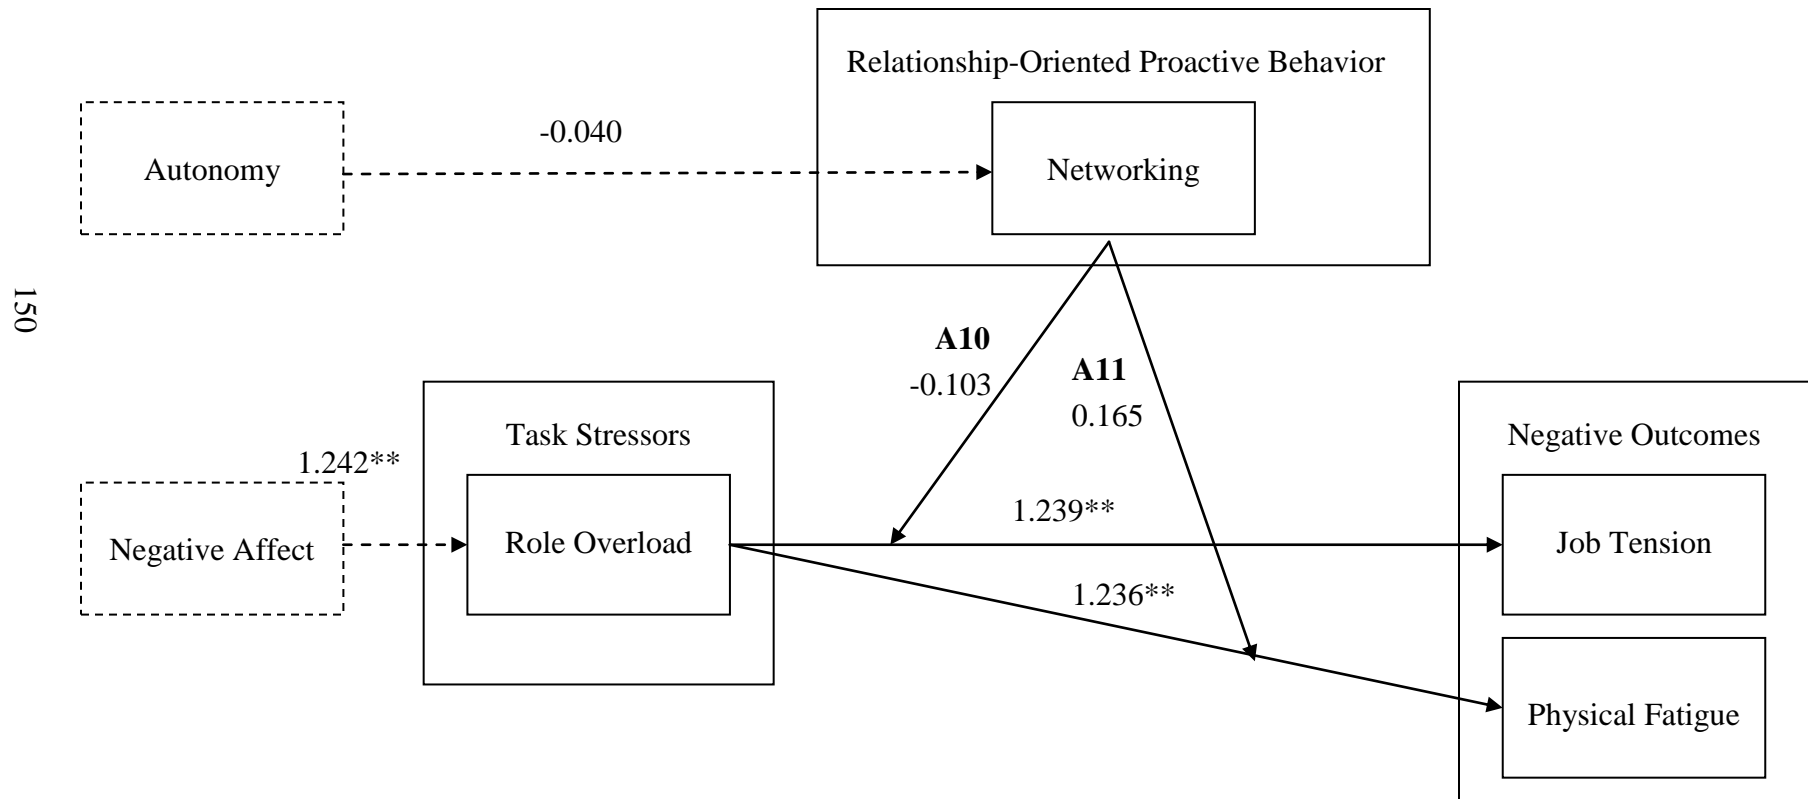 Relationship-Oriented Proactive Behavior
-0.040
Autonomy
Networking
150
A10
-0.103
A11
0.165
Task Stressors
Negative Outcomes
1.242**
Negative Affect
Role Overload
1.239**
Job Tension
1.236**
Physical Fatigue